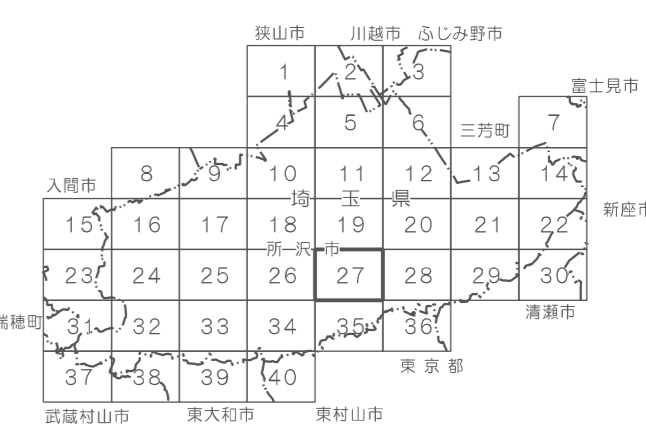 狭山市 川越市 ふじみ野市
1 2 3
富士見市
4 5 6 三芳町 7
8 9 10 11 12 13 14
入間市
埼 玉 県
15 16 17 18 19 20 21 22 新座市
所 沢 市
23 24 25 26 27 28 29 30
清瀬市
瑞穂町 31 32 33 34 35 36
東 京 都
37 38 39 40
武蔵村山市 東大和市 東村山市